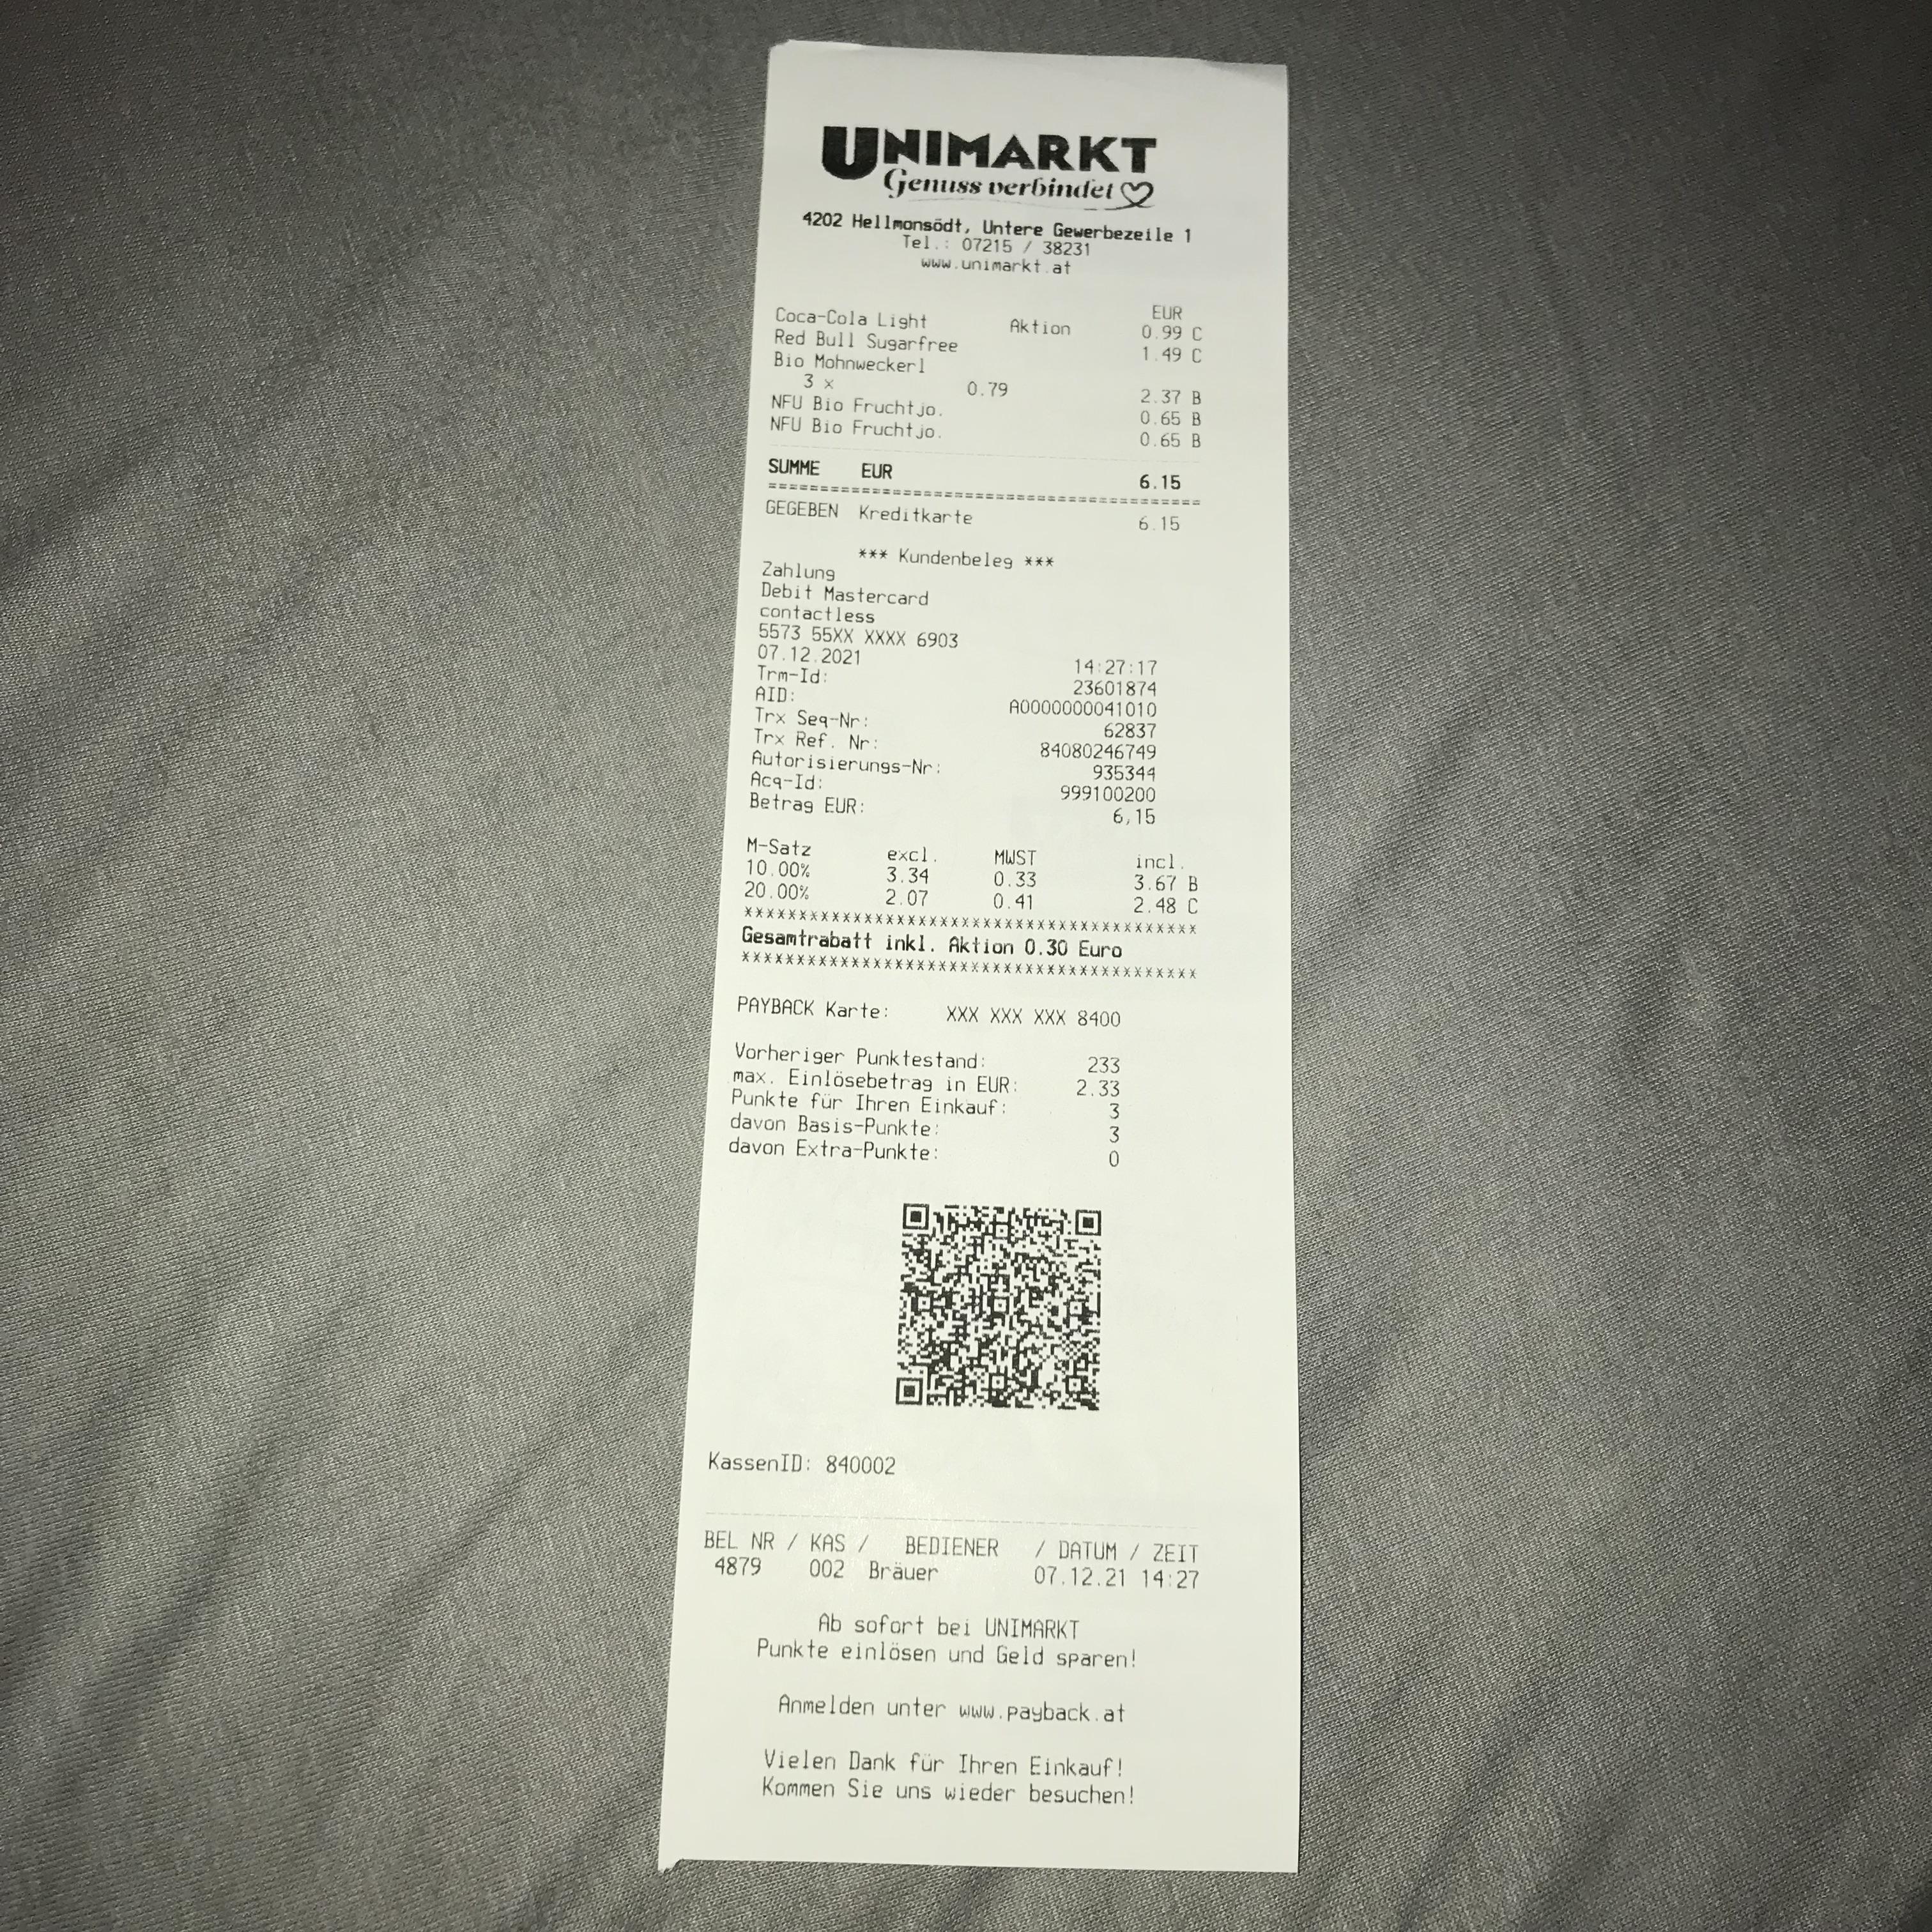 UNIMARKT
Genuss verbindet
4202 Hellmonsödt, Untere Gewerbezeile 1
Tel.: 07215 / 38231
www.unimarkt.at
EUR
Coca-Cola Light Aktion 0.99 C
Red Bull Sugarfree 1.49 C
Bio Mohnweckerl
3 x 0.79 2.37 B
NFU Bio Fruchtjo. 0.65 B
NFU Bio Fruchtjo. 0.65 B
SUMME EUR 6.15
=========================================
GEGEBEN Kreditkarte 6.15
*** Kundenbeleg ***
Zahlung
Debit Mastercard
contactless
5573 55XX XXXX 6903
07.12.2021 14:27:17
Trm-Id: 23601874
AID: A0000000041010
Trx Seq-Nr: 62837
Trx Ref. Nr: 84080246749
Autorisierungs-Nr: 935344
Acq-Id: 999100200
Betrag EUR: 6,15
M-Satz excl. MWST incl.
10.00% 3.34 0.33 3.67 B
20.00% 2.07 0.41 2.48 C
******************************************
Gesamtrabatt inkl. Aktion 0.30 Euro
******************************************
PAYBACK Karte: XXX XXX XXX 8400
Vorheriger Punktestand: 233
max. Einlösebetrag in EUR: 2.33
Punkte für Ihren Einkauf: 3
davon Basis-Punkte: 3
davon Extra-Punkte: 0
KassenID: 840002
BEL NR / KAS / BEDIENER / DATUM / ZEIT
4879 002 Bräuer 07.12.21 14:27
Ab sofort bei UNIMARKT
Punkte einlösen und Geld sparen!
Anmelden unter www.payback.at
Vielen Dank für Ihren Einkauf!
Kommen Sie uns wieder besuchen!